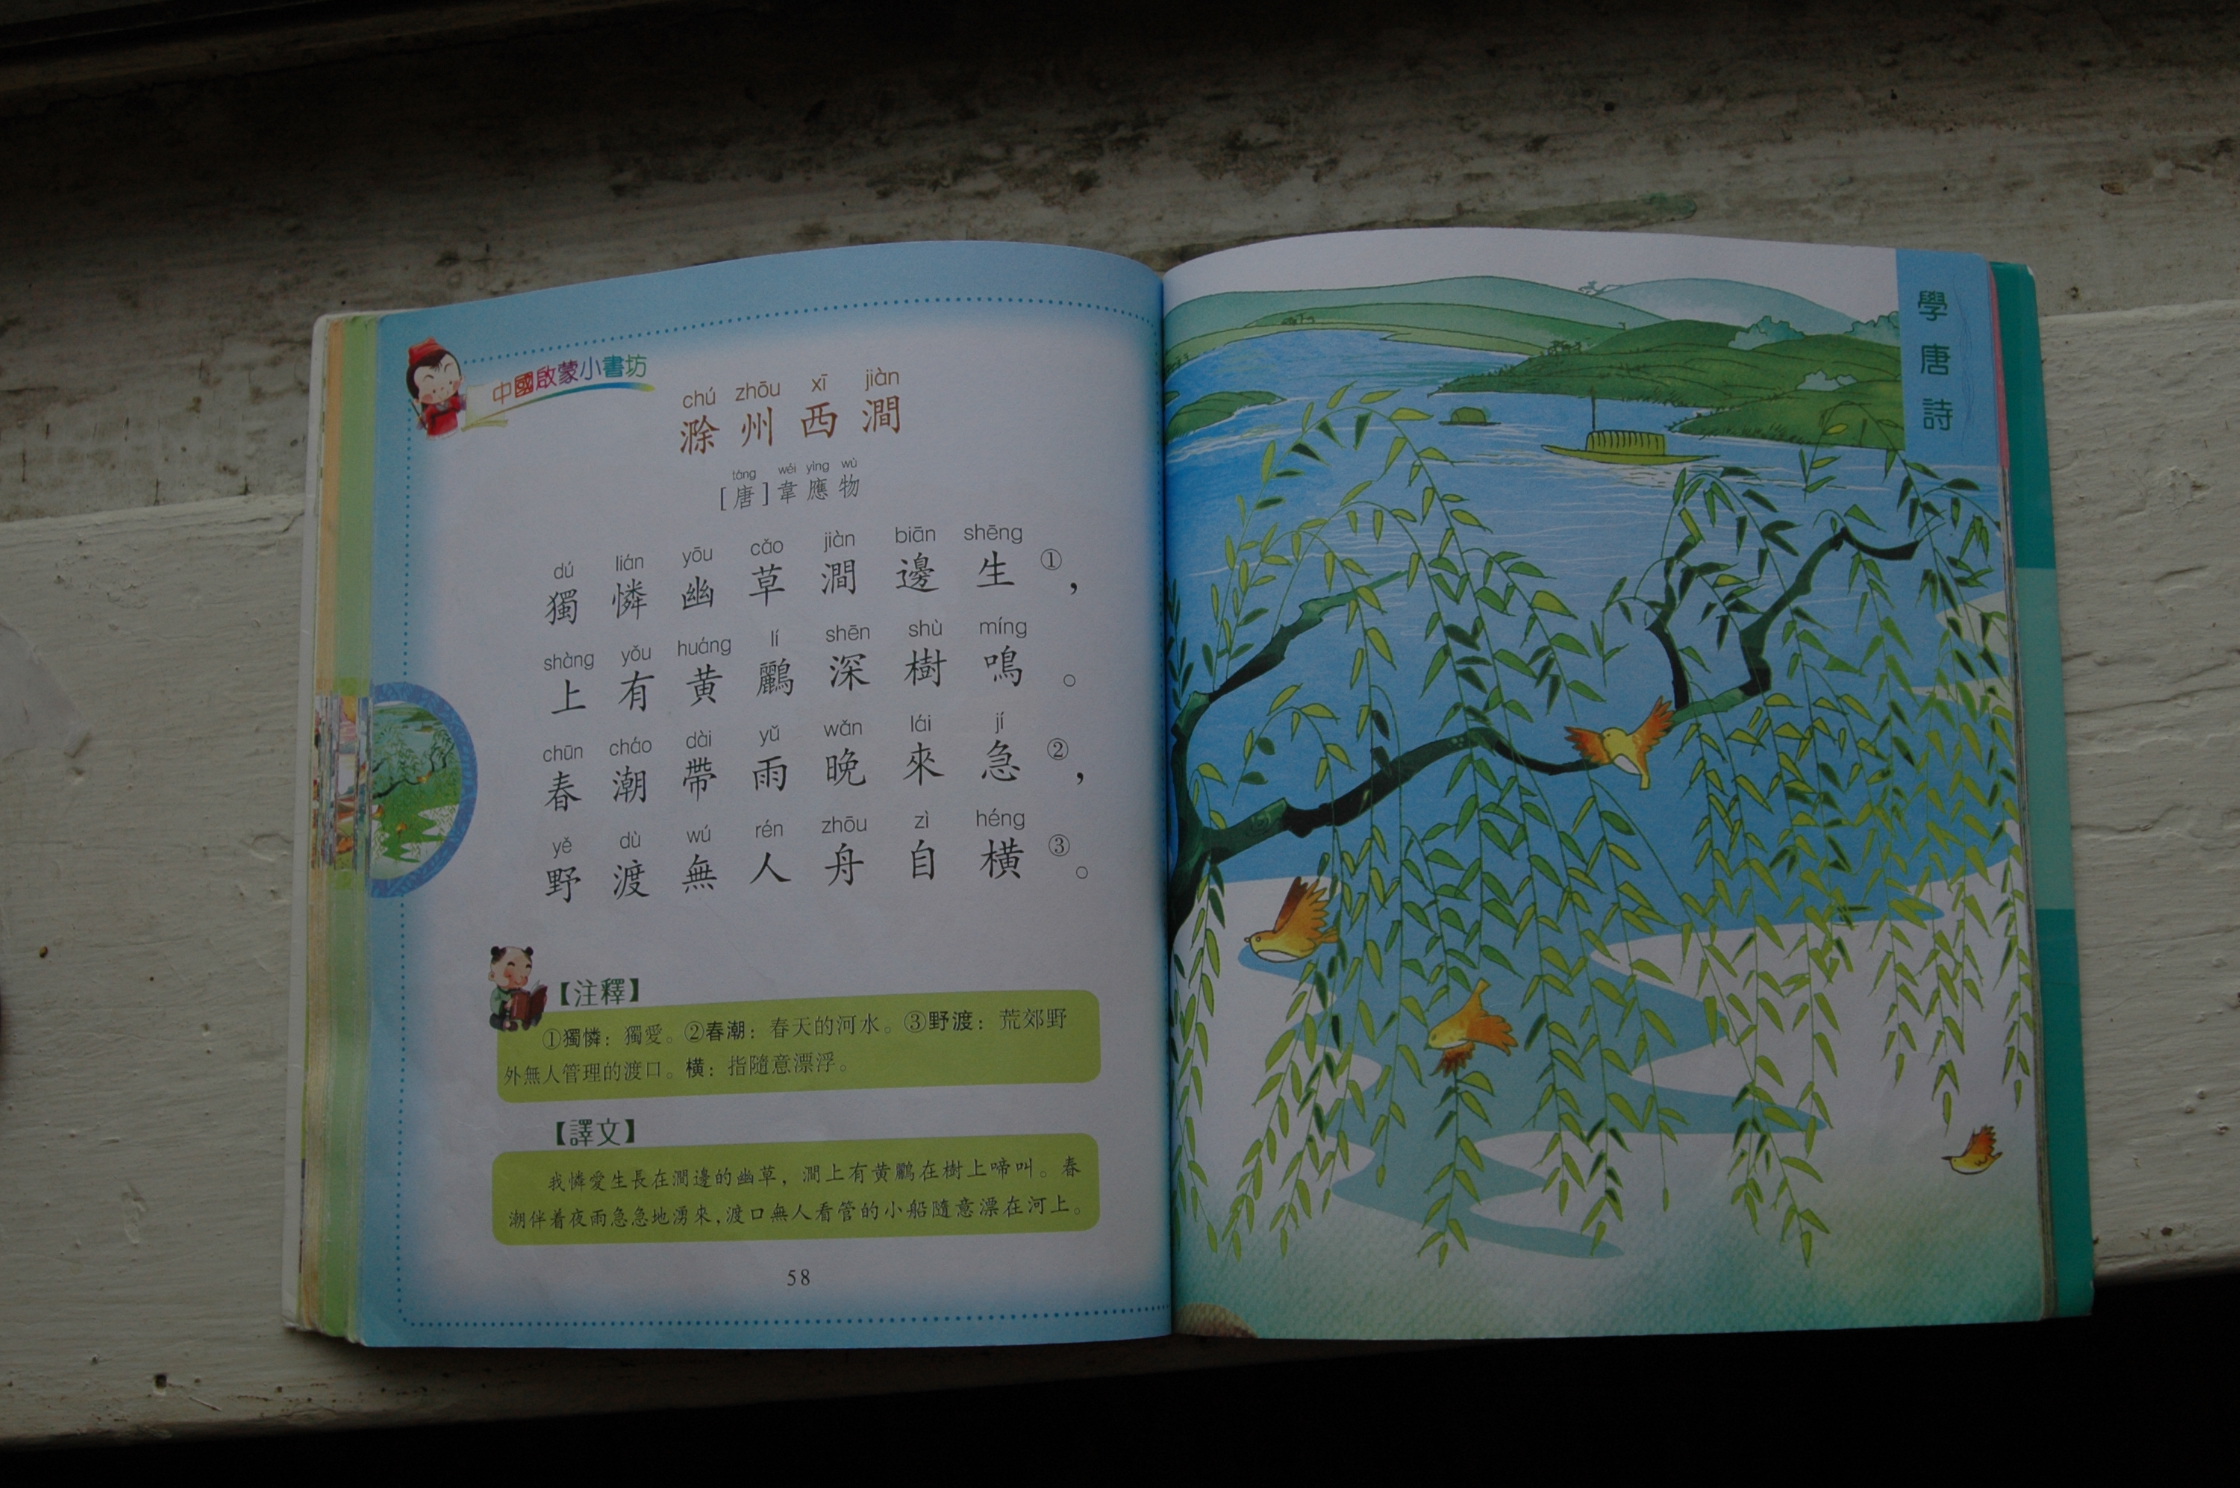 中國啟蒙小書坊
chú zhōu xī jiàn
滁州西澗
táng wéi yìng wù
[唐]韋應物
dú lián yōu cǎo jiàn biān shēng
獨憐幽草澗邊生①，
shàng yǒu huáng lí shēn shù míng
上有黃鸝深樹鳴。
chūn cháo dài yǔ wǎn lái jí
春潮帶雨晚來急②，
yě dù wú rén zhōu zì héng
野渡無人舟自橫③。
【注釋】
①獨憐：獨愛。②春潮：春天的河水。③野渡：荒郊野
外無人管理的渡口。橫：指隨意漂浮。
【譯文】
我憐愛生長在澗邊的幽草，澗上有黃鸝在樹上啼叫。春
潮伴着夜雨急急地湧來，渡口無人看管的小船隨意漂在河上。
58
學唐詩